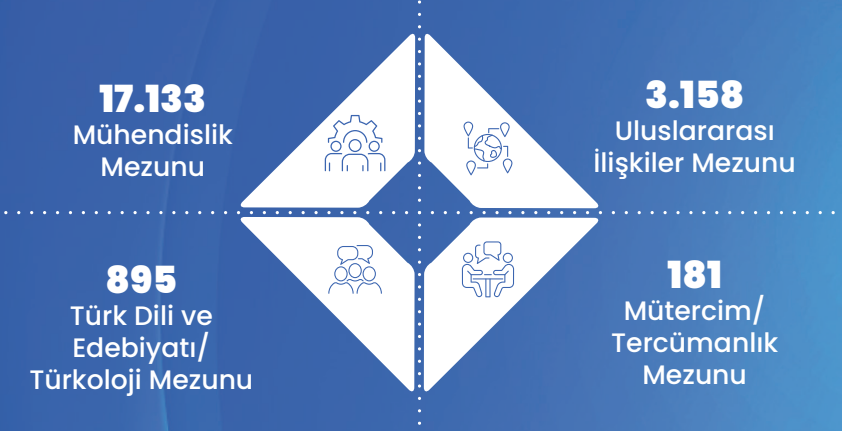 17.133
Mühendislik
Mezunu
3.158
Uluslararası
İlişkiler Mezunu
895
Türk Dili ve
Edebiyatı/
Türkoloji Mezunu
181
Mütercim/
Tercümanlık
Mezunu